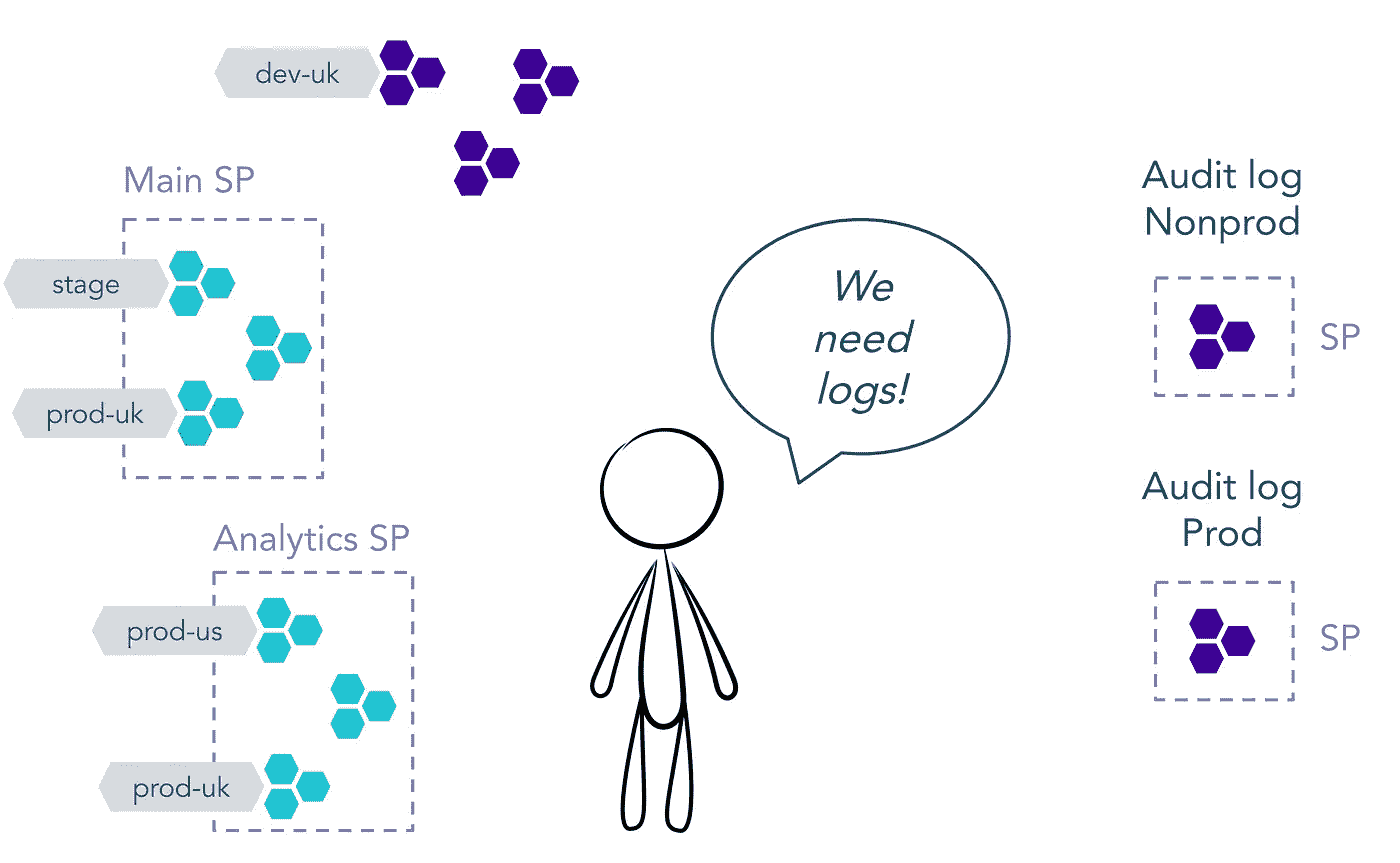 dev-uk
Main SP
stage
prod-uk
Analytics SP
prod-us
prod-uk
We
need
logs!
Audit log
Nonprod
SP
Audit log
Prod
SP